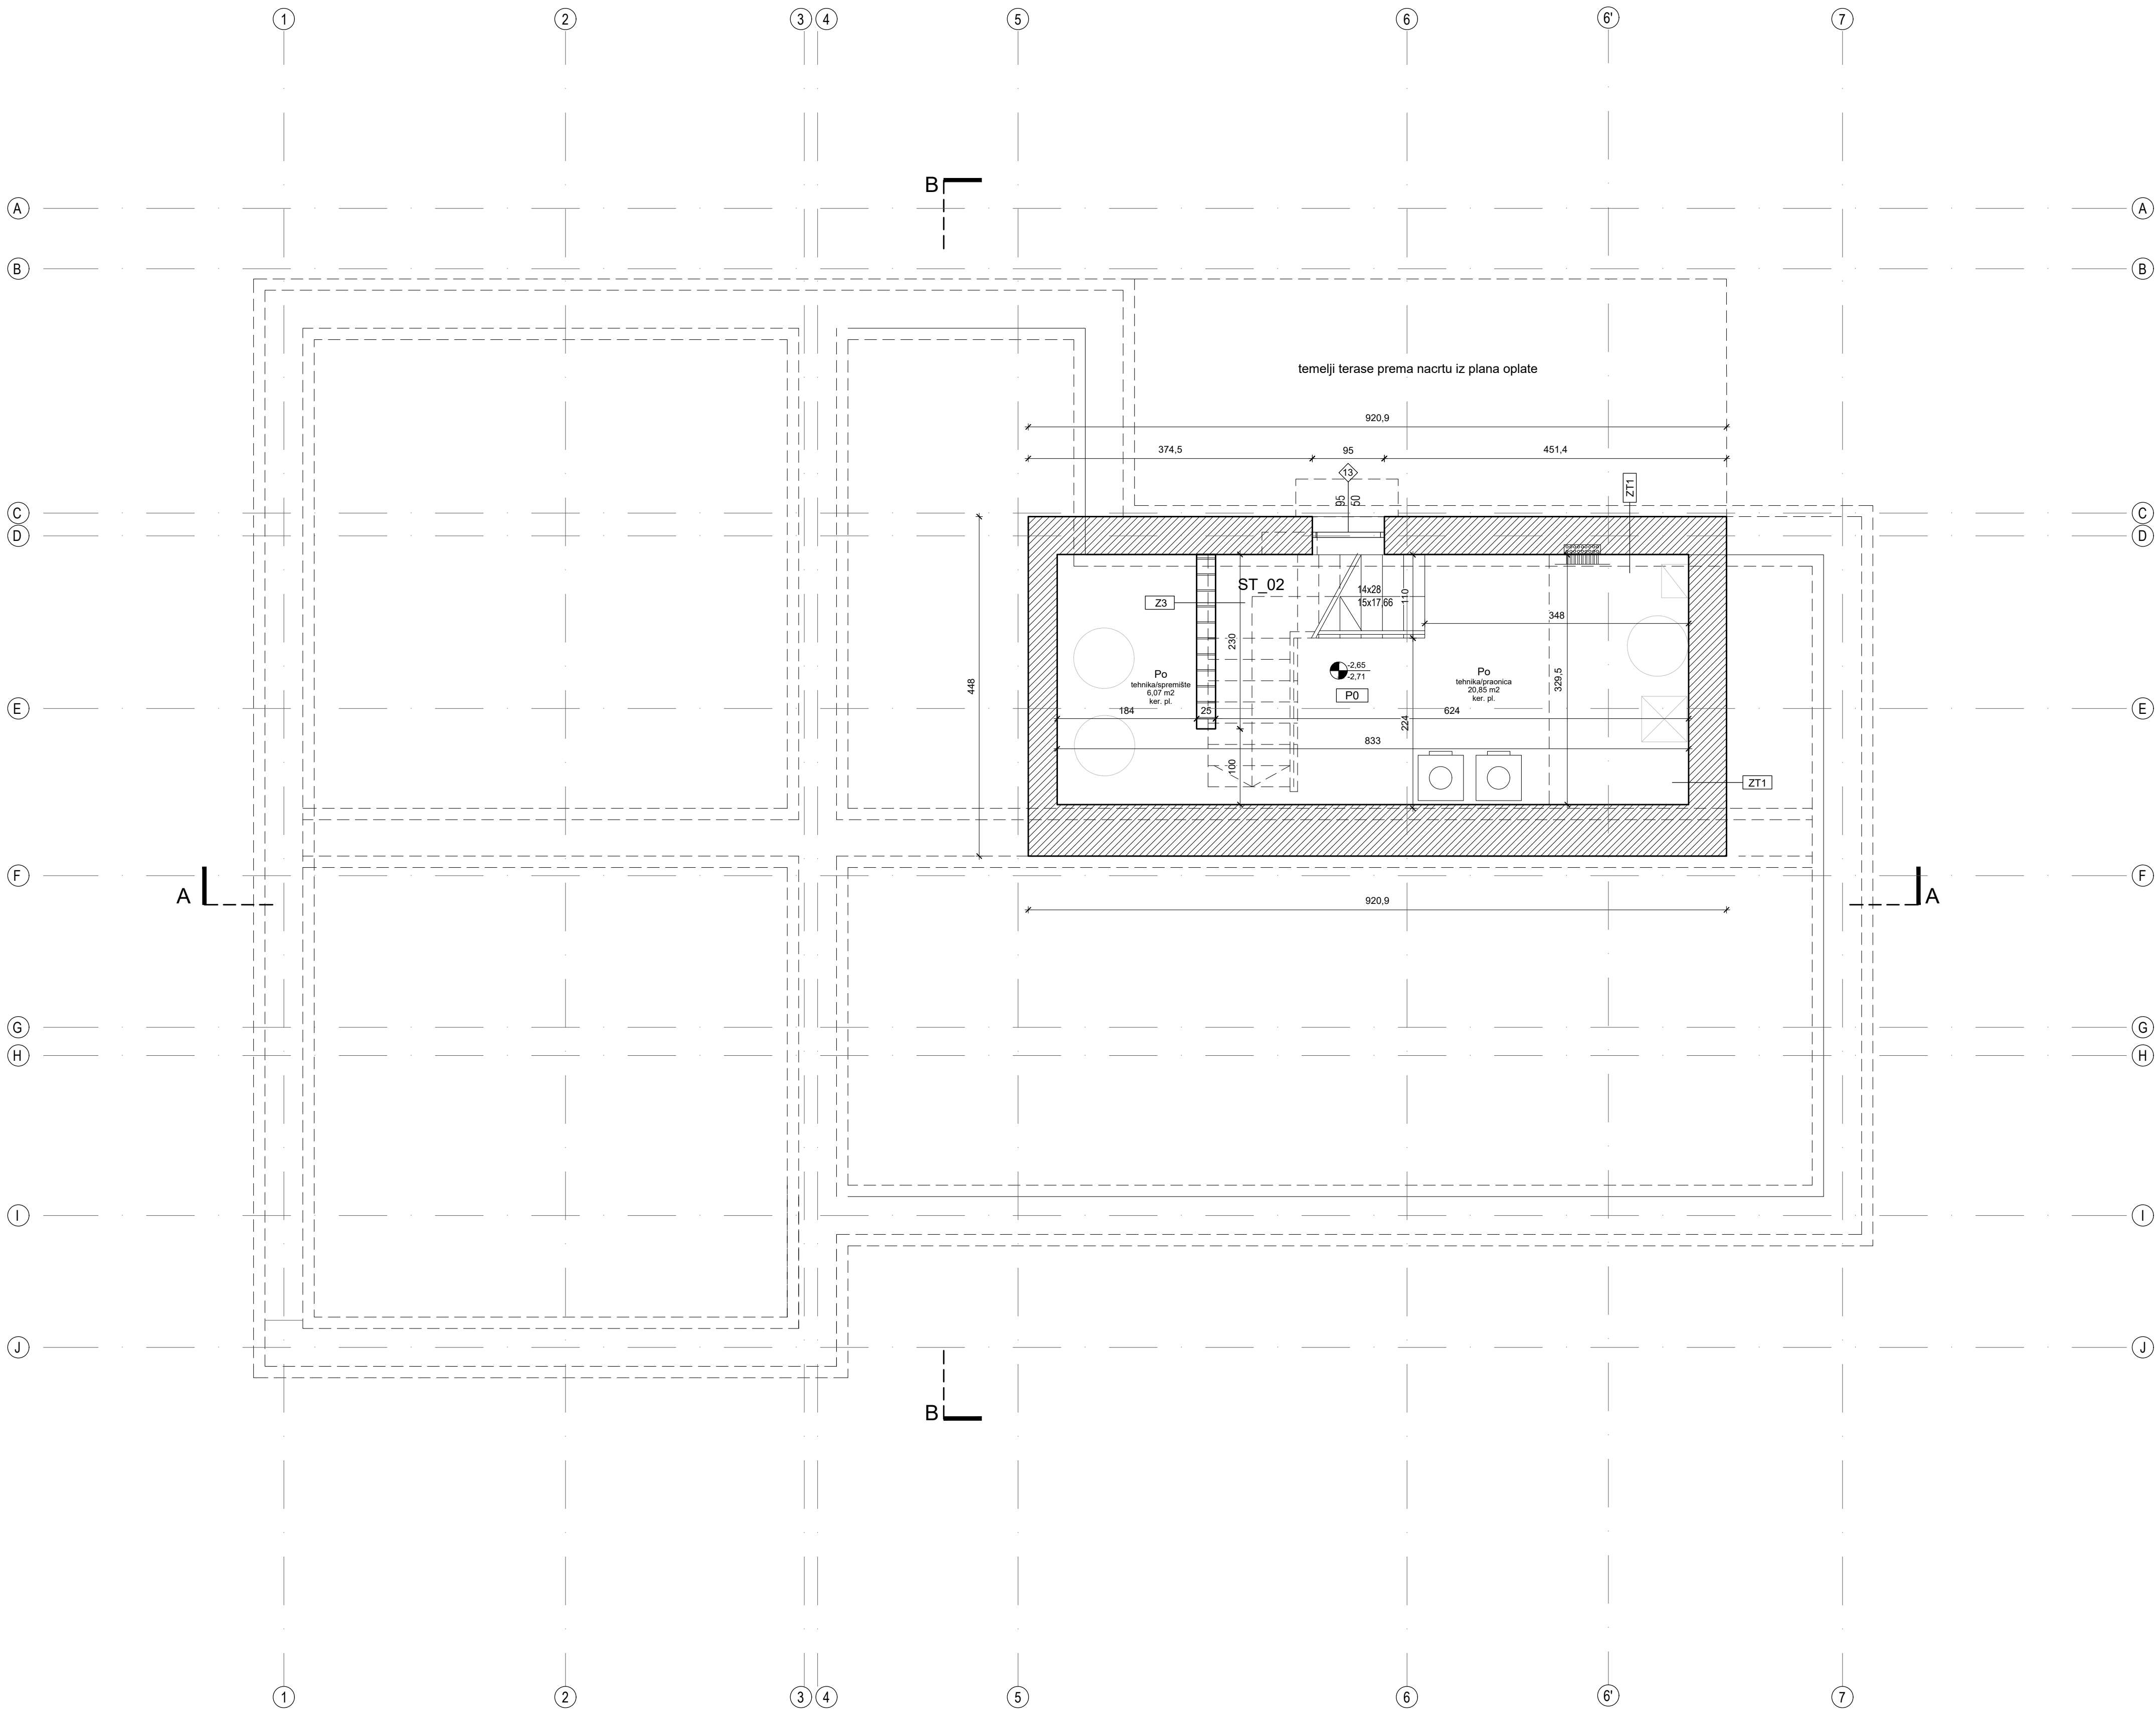 1 2 3 4 5 6 6' 7
B
A A
B B
temelji terase prema nacrtu iz plana oplate
920,9
374,5 95 451,4
13
ZT1
95
50
C C
D D
ST_02
14x28
15x17,66
110
Z3
348
230
-2,65
-2,71
Po
tehnika/spremište
6,07 m2
ker. pl.
Po
tehnika/praonica
20,85 m2
ker. pl.
329,5
448
P0
E E
184 25 624
224
833
100
ZT1
F F
A A
920,9
G G
H H
I I
J J
B
1 2 3 4 5 6 6' 7